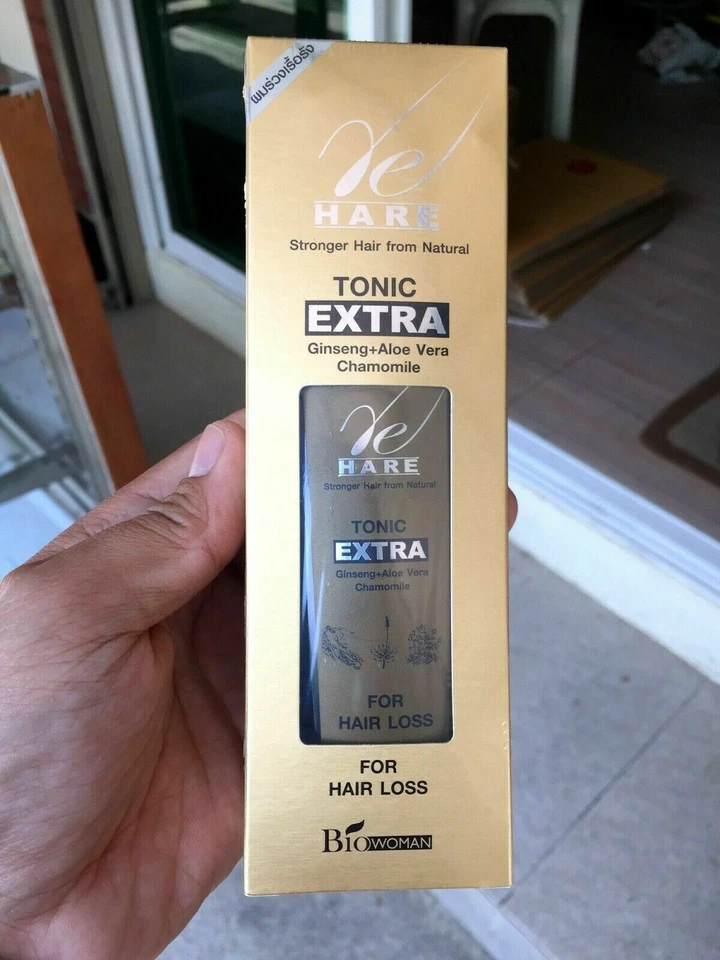 ผมร่วงเรื้อรัง
Ye
HARE
Stronger Hair from Natural
TONIC
EXTRA
Ginseng+Aloe Vera
Chamomile
Ye
HARE
Stronger Hair from Natural
TONIC
EXTRA
Ginseng+Aloe Vera
Chamomile
FOR
HAIR LOSS
FOR
HAIR LOSS
BioWOMAN